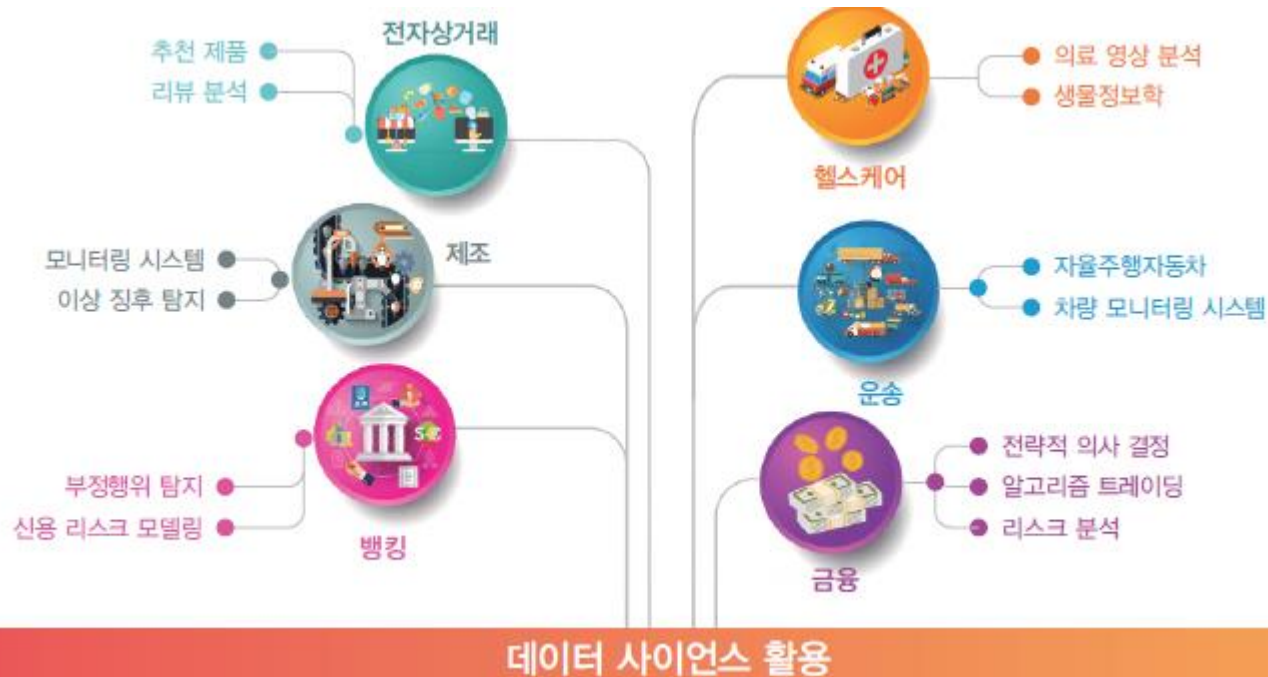 전자상거래
추천 제품
리뷰 분석
제조
모니터링 시스템
이상 징후 탐지
뱅킹
부정행위 탐지
신용 리스크 모델링
헬스케어
의료 영상 분석
생물정보학
운송
자율주행자동차
차량 모니터링 시스템
금융
전략적 의사 결정
알고리즘 트레이딩
리스크 분석
데이터 사이언스 활용